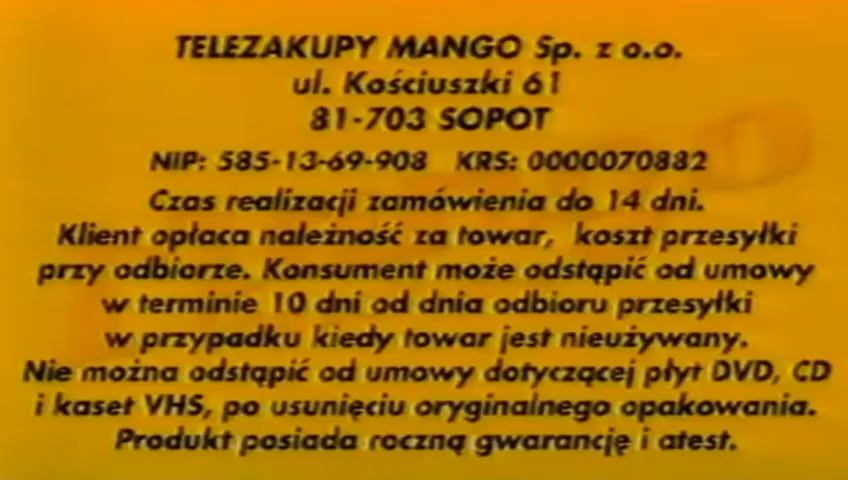 TELEZAKUPY MANGO Sp. z o.o.
ul. Kościuszki 61
81-703 SOPOT
NIP: 585-13-69-908 KRS: 0000070882
Czas realizacji zamówienia do 14 dni.
Klient opłaca należność za towar, koszt przesyłki
przy odbiorze. Konsument może odstąpić od umowy
w terminie 10 dni od dnia odbioru przesyłki
w przypadku kiedy towar jest nieużywany.
Nie można odstąpić od umowy dotyczącej płyt DVD, CD
i kaset VHS, po usunięciu oryginalnego opakowania.
Produkt posiada roczną gwarancję i atest.